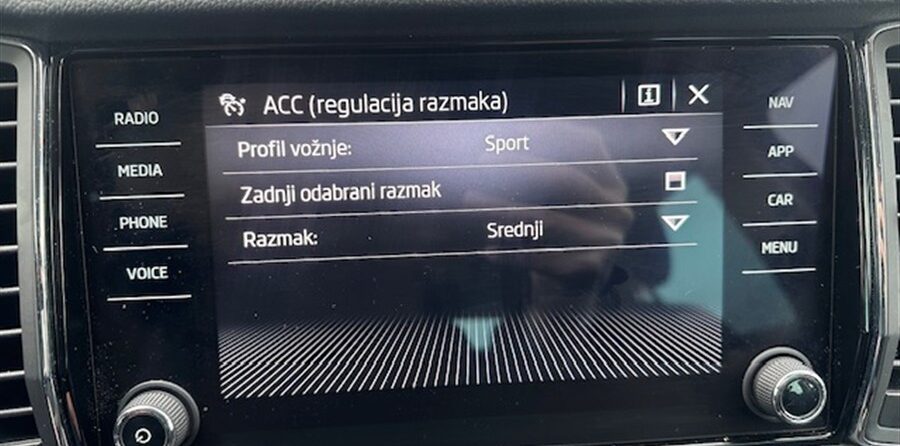 RADIO
MEDIA
PHONE
VOICE
ACC (regulacija razmaka)
Profil vožnje: Sport
Zadnji odabrani razmak
Razmak: Srednji
NAV
APP
CAR
MENU